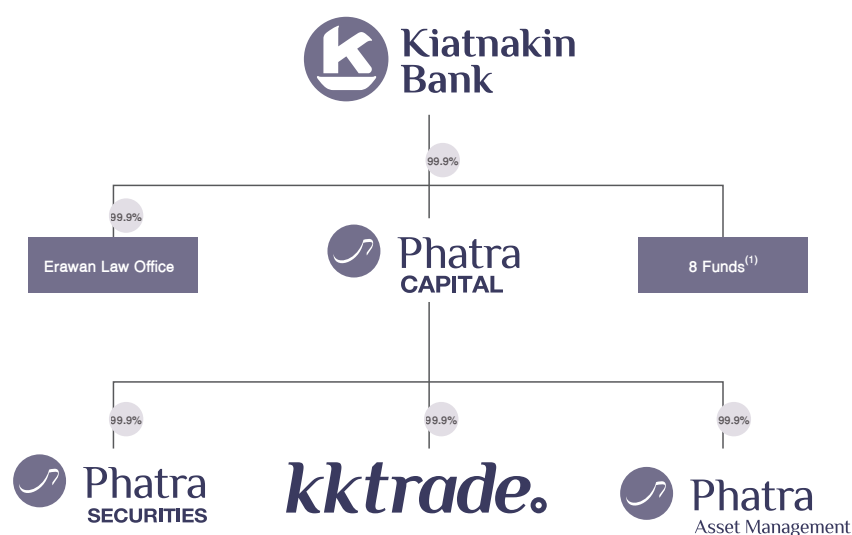 Kiatnakin
Bank
99.9%
99.9%
Erawan Law Office
Phatra
CAPITAL
8 Funds(1)
99.9%
99.9%
99.9%
Phatra
SECURITIES
kktrade.
Phatra
Asset Management